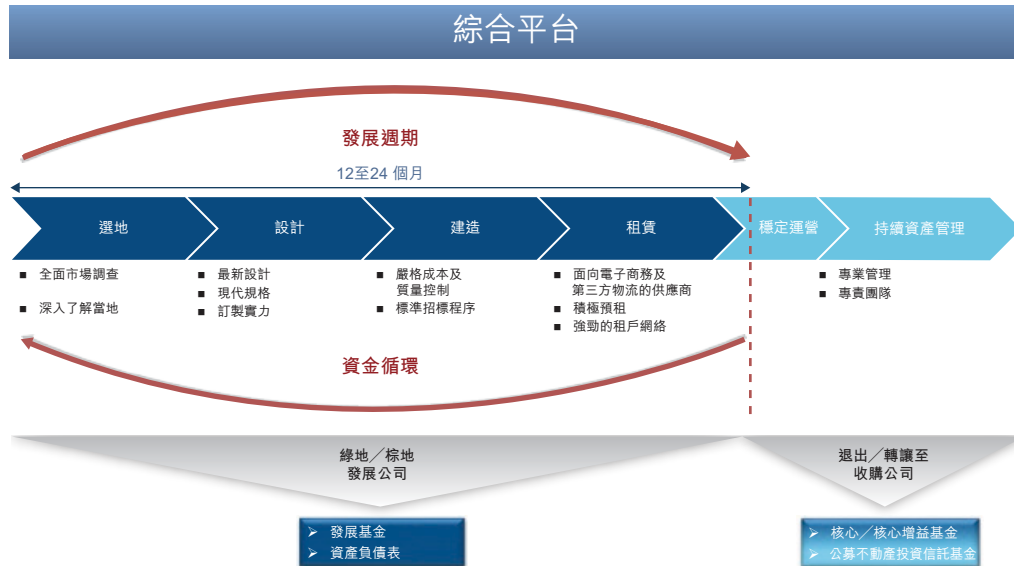 綜合平台
發展週期
12至24 個月
選地
設計
建造
租賃
穩定運營
持續資產管理
■ 全面市場調查
■ 深入了解當地
■ 最新設計
■ 現代規格
■ 訂製實力
■ 嚴格成本及
質量控制
■ 標準招標程序
■ 面向電子商務及
第三方物流的供應商
■ 積極預租
■ 強勁的租戶網絡
■ 專業管理
■ 專責團隊
資金循環
綠地╱棕地
發展公司
退出╱轉讓至
收購公司
➢ 發展基金
➢ 資產負債表
➢ 核心╱核心增益基金
➢ 公募不動產投資信託基金